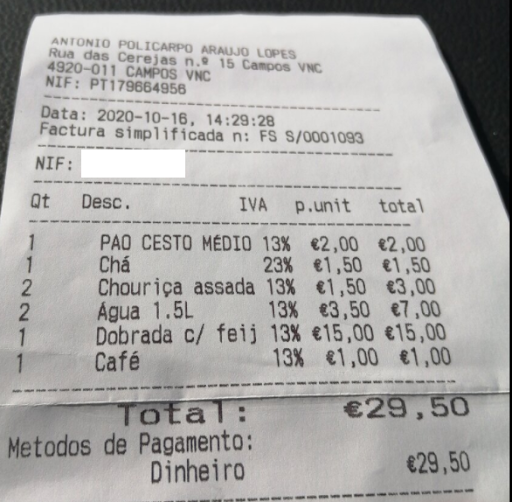 ANTONIO POLICARPO ARAUJO LOPES
Rua das Cerejas n.º 15 Campos VNC
4920-011 CAMPOS VNC
NIF: PT179664956
Data: 2020-10-16, 14:29:28
Factura simplificada n: FS S/0001093
NIF:
Qt Desc. IVA p.unit total
1 PAO CESTO MÉDIO 13% €2,00 €2,00
1 Chá 23% €1,50 €1,50
2 Chouriça assada 13% €1,50 €3,00
2 Água 1.5L 13% €3,50 €7,00
1 Dobrada c/ feij 13% €15,00 €15,00
1 Café 13% €1,00 €1,00
Total: €29,50
Metodos de Pagamento:
Dinheiro €29,50